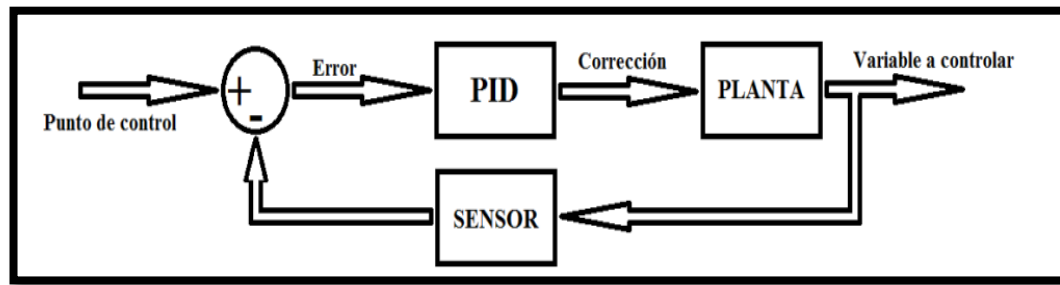 Punto de control
+
-
Error
PID
Corrección
PLANTA
Variable a controlar
SENSOR